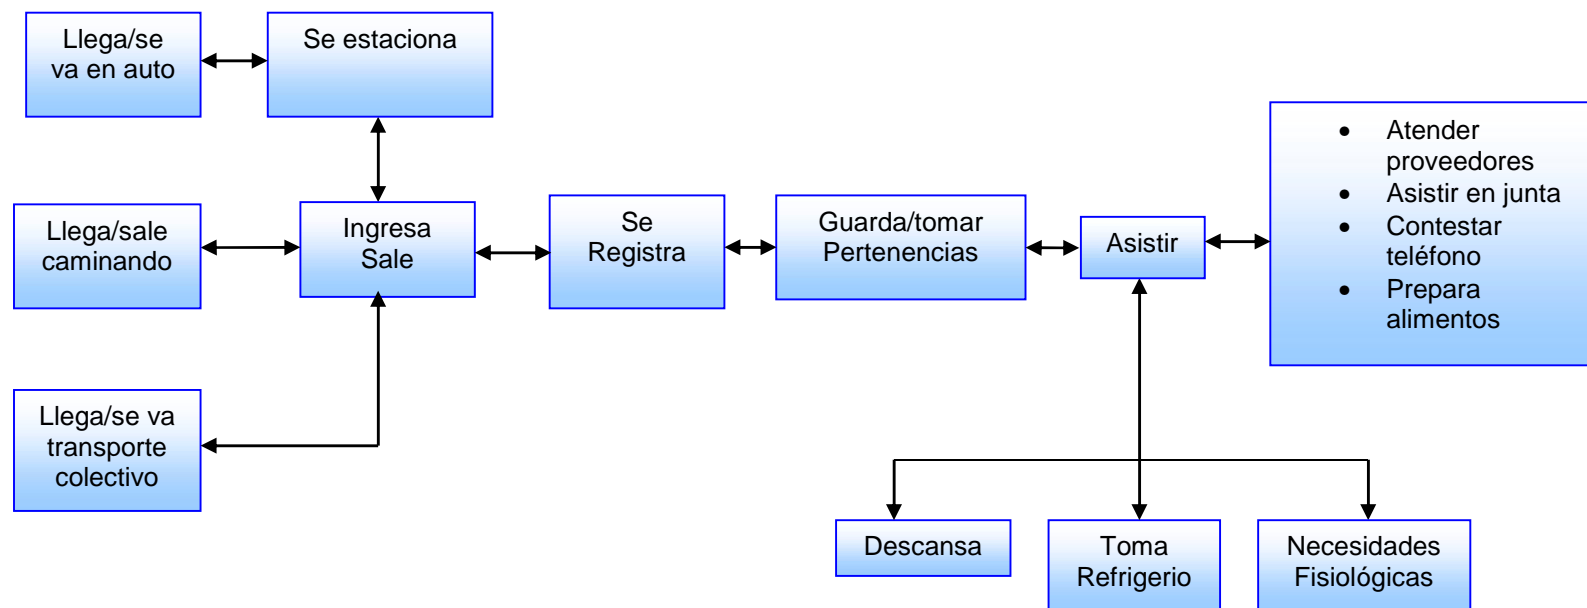 Llega/se
va en auto
Se estaciona
Llega/sale
caminando
Ingresa
Sale
Se
Registra
Guarda/tomar
Pertenencias
Asistir
• Atender
proveedores
• Asistir en junta
• Contestar
teléfono
• Prepara
alimentos
Llega/se va
transporte
colectivo
Descansa
Toma
Refrigerio
Necesidades
Fisiológicas